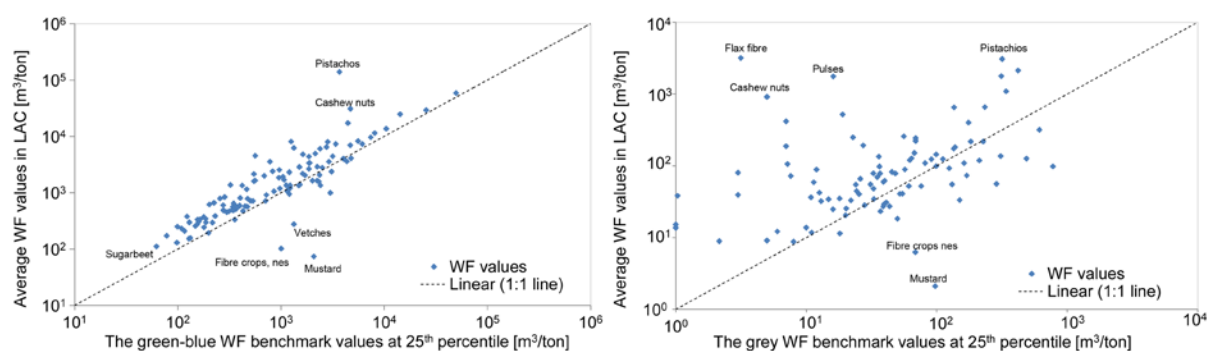 Average WF values in LAC [m³/ton]
10⁶
10⁵
10⁴
10³
10²
10¹
Pistachos
Cashew nuts
Sugarbeet
Vetches
Fibre crops, nes
Mustard
WF values
Linear (1:1 line)
10¹
10²
10³
10⁴
10⁵
10⁶
The green-blue WF benchmark values at 25th percentile [m³/ton]
Average WF values in LAC [m³/ton]
10⁴
10³
10²
10¹
10⁰
Flax fibre
Pulses
Pistachios
Cashew nuts
Fibre crops nes
Mustard
WF values
Linear (1:1 line)
10⁰
10¹
10²
10³
10⁴
The grey WF benchmark values at 25th percentile [m³/ton]